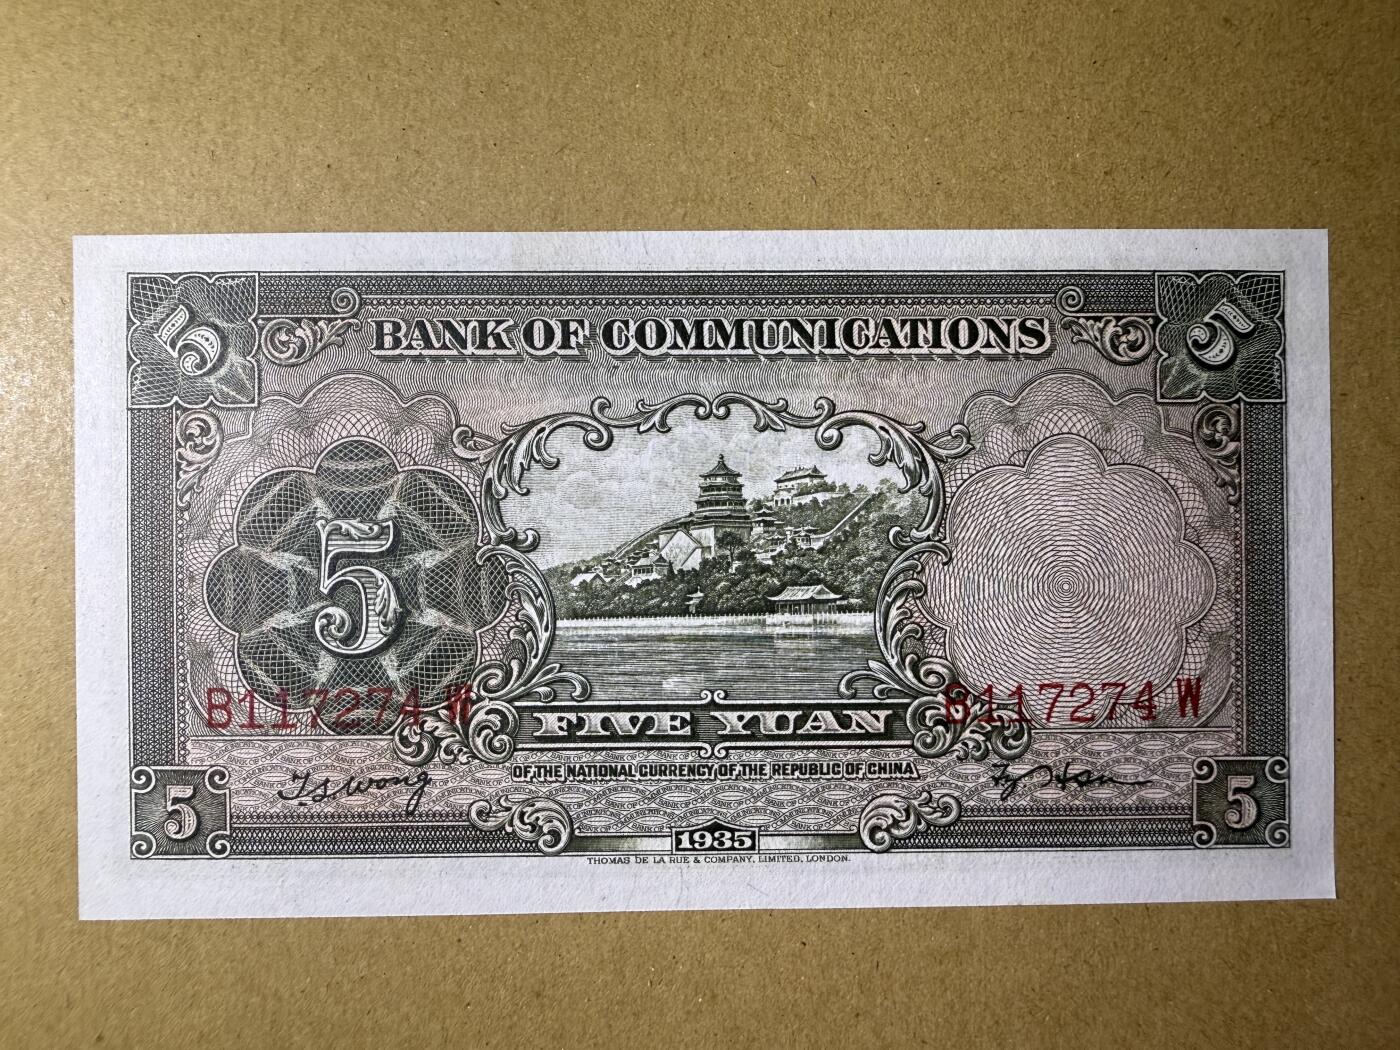 5 5
BANK OF COMMUNICATIONS
5
B117274 W B117274 W
FIVE YUAN
OF THE NATIONAL CURRENCY OF THE REPUBLIC OF CHINA
T. S. Wong
5 5
1935
THOMAS DE LA RUE & COMPANY, LIMITED, LONDON.